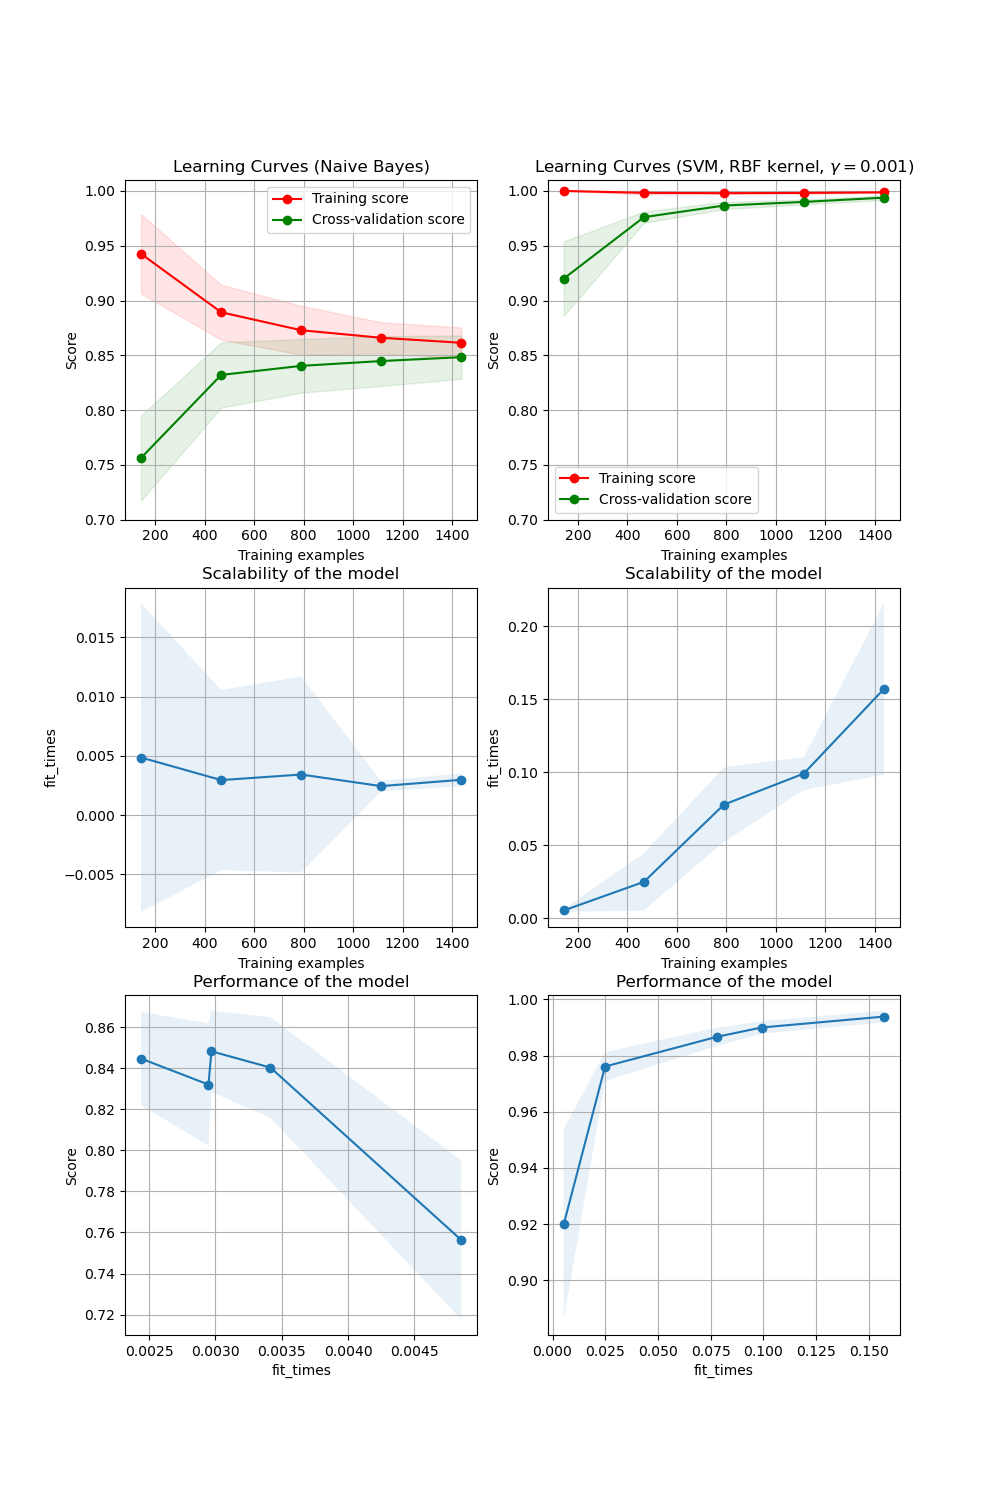 Learning Curves (Naive Bayes)
Score
1.00
0.95
0.90
0.85
0.80
0.75
0.70
Training score
Cross-validation score
200 400 600 800 1000 1200 1400
Training examples
Learning Curves (SVM, RBF kernel, γ = 0.001)
Score
1.00
0.95
0.90
0.85
0.80
0.75
0.70
Training score
Cross-validation score
200 400 600 800 1000 1200 1400
Training examples
Scalability of the model
fit_times
0.015
0.010
0.005
0.000
−0.005
200 400 600 800 1000 1200 1400
Training examples
Scalability of the model
fit_times
0.20
0.15
0.10
0.05
0.00
200 400 600 800 1000 1200 1400
Training examples
Performance of the model
Score
0.86
0.84
0.82
0.80
0.78
0.76
0.74
0.72
0.0025 0.0030 0.0035 0.0040 0.0045
fit_times
Performance of the model
Score
1.00
0.98
0.96
0.94
0.92
0.90
0.000 0.025 0.050 0.075 0.100 0.125 0.150
fit_times